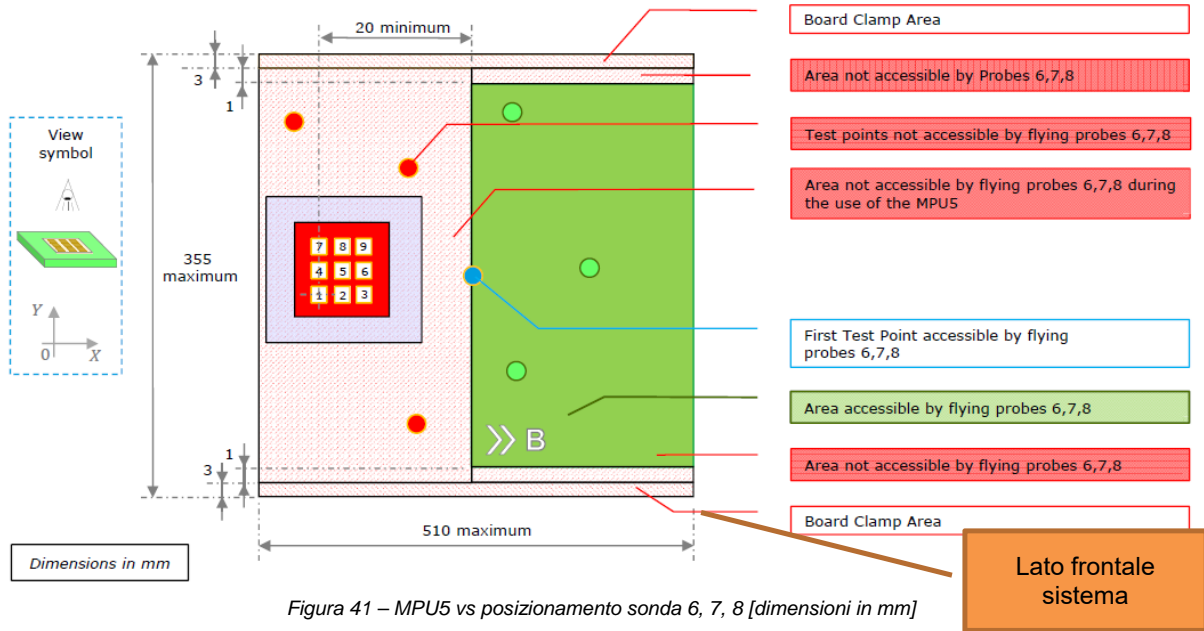 20 minimum
Board Clamp Area
3
Area not accessible by Probes 6,7,8
1
View
symbol
Test points not accessible by flying probes 6,7,8
Area not accessible by flying probes 6,7,8 during
the use of the MPU5
355
maximum
7 8 9
4 5 6
1 2 3
Y
0 X
First Test Point accessible by flying
probes 6,7,8
Area accessible by flying probes 6,7,8
B
1
Area not accessible by flying probes 6,7,8
3
Board Clamp Area
510 maximum
Dimensions in mm
Lato frontale
sistema
Figura 41 – MPU5 vs posizionamento sonda 6, 7, 8 [dimensioni in mm]